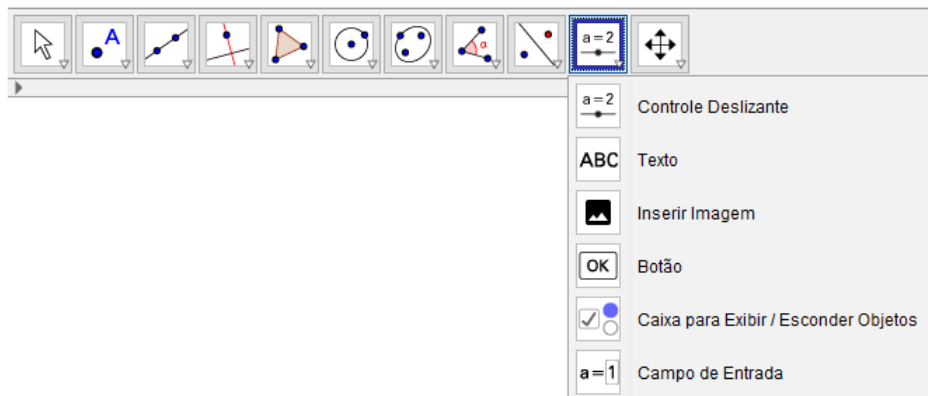 A
α
a=2
a=2
Controle Deslizante
ABC
Texto
Inserir Imagem
OK
Botão
Caixa para Exibir / Esconder Objetos
a=1
Campo de Entrada